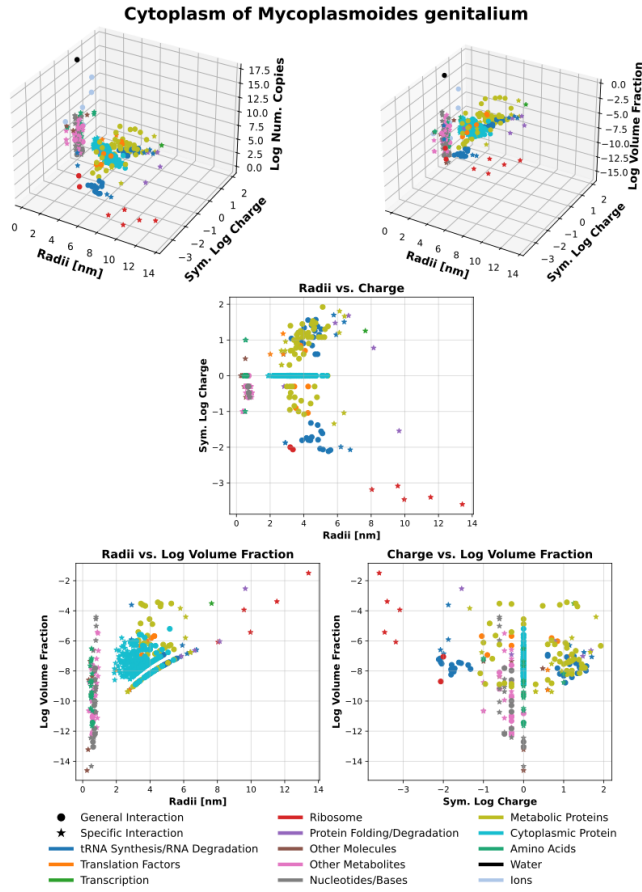 Cytoplasm of Mycoplasmoides genitalium
17.5
15.0
12.5
10.0
7.5
5.0
2.5
0.0
Log Num. Copies
0 2 4 6 8 10 12 14
Radii [nm]
−3 −2 −1 0 1 2
Sym. Log Charge
0.0
−2.5
−5.0
−7.5
−10.0
−12.5
−15.0
Log Volume Fraction
0 2 4 6 8 10 12 14
Radii [nm]
−3 −2 −1 0 1 2
Sym. Log Charge
Radii vs. Charge
2
1
0
−1
−2
−3
Sym. Log Charge
0 2 4 6 8 10 12 14
Radii [nm]
Radii vs. Log Volume Fraction
−2
−4
−6
−8
−10
−12
−14
Log Volume Fraction
0 2 4 6 8 10 12 14
Radii [nm]
Charge vs. Log Volume Fraction
−2
−4
−6
−8
−10
−12
−14
Log Volume Fraction
−3 −2 −1 0 1 2
Sym. Log Charge
General Interaction
Specific Interaction
tRNA Synthesis/RNA Degradation
Translation Factors
Transcription
Ribosome
Protein Folding/Degradation
Other Molecules
Other Metabolites
Nucleotides/Bases
Metabolic Proteins
Cytoplasmic Protein
Amino Acids
Water
Ions